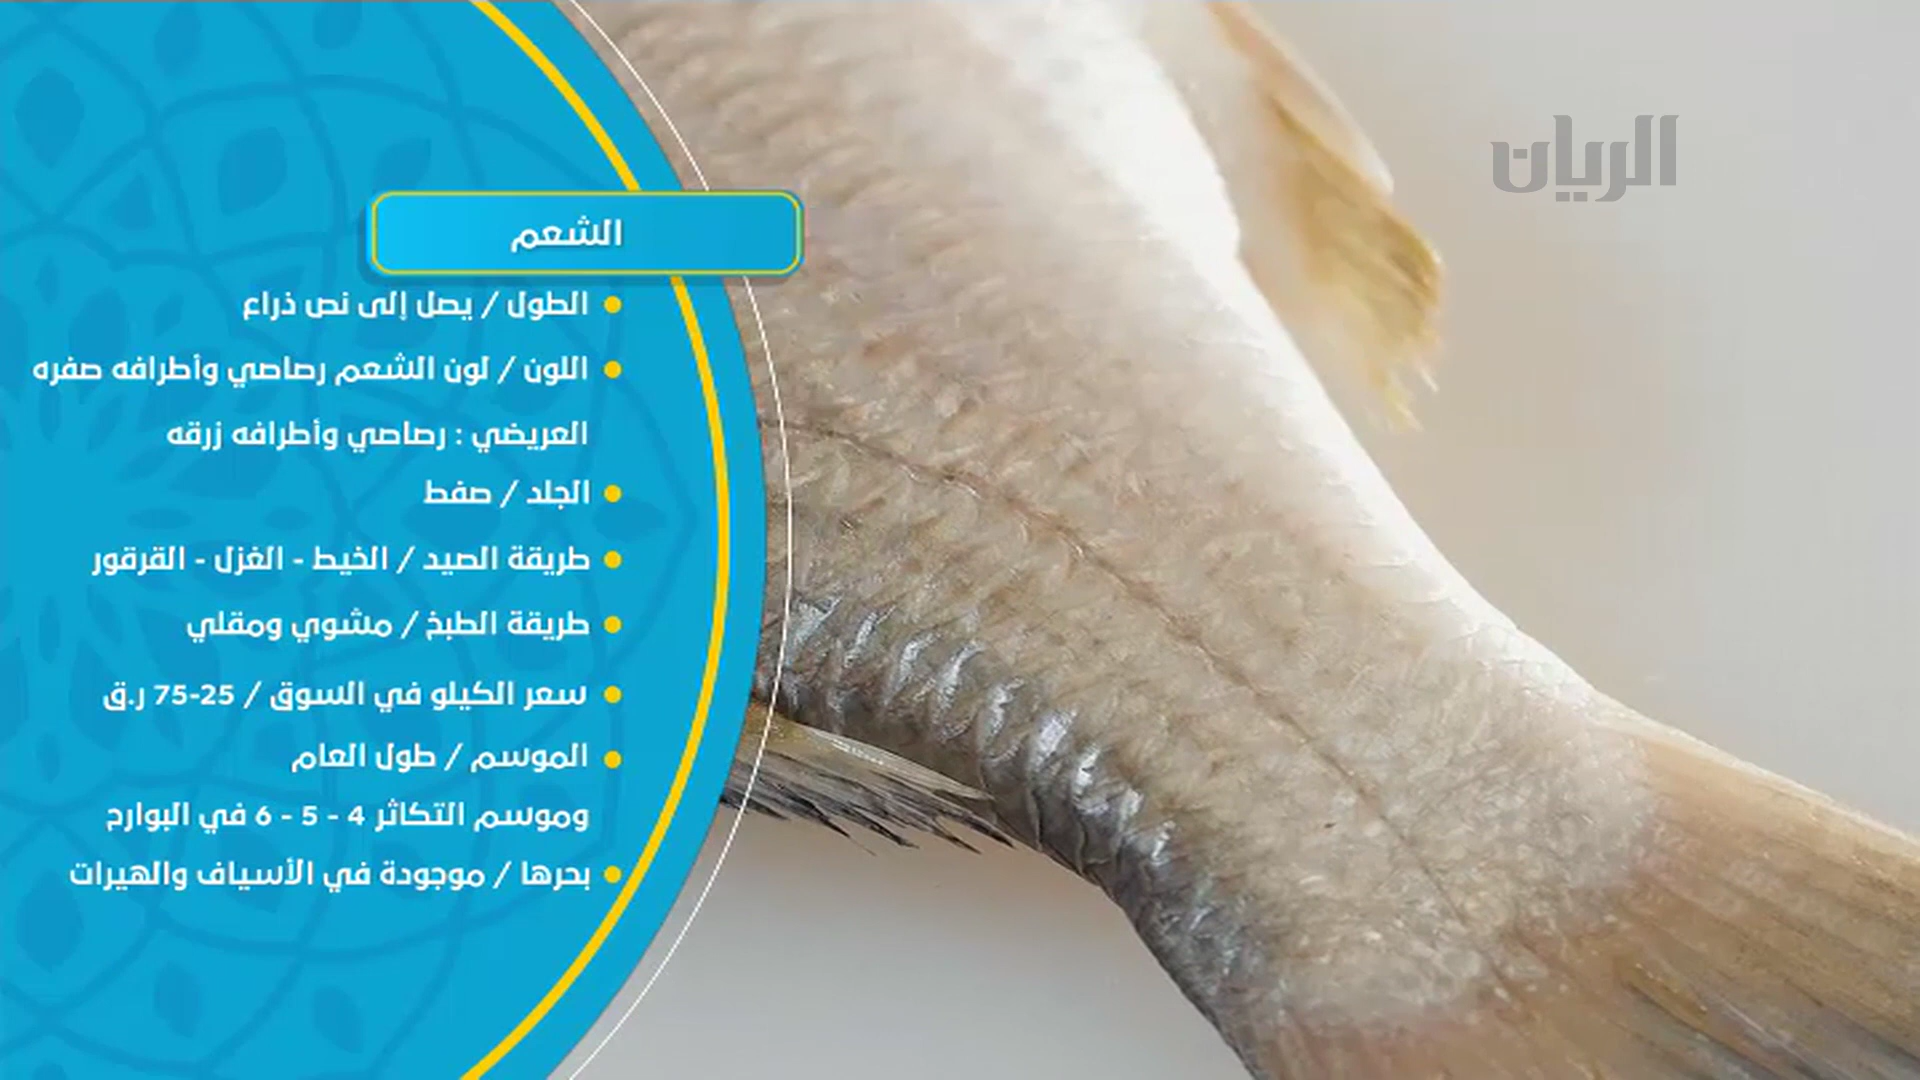 الريان
الشعم
الطول / يصل إلى نص ذراع
اللون / لون الشعم رصاصي وأطرافه صفره
العريضي : رصاصي وأطرافه زرقه
الجلد / صفط
طريقة الصيد / الخيط - الغزل - القرقور
طريقة الطبخ / مشوي ومقلي
سعر الكيلو في السوق / 25-75 ر.ق
الموسم / طول العام
وموسم التكاثر 4 - 5 - 6 في البوارح
بحرها / موجودة في الأسياف والهيرات